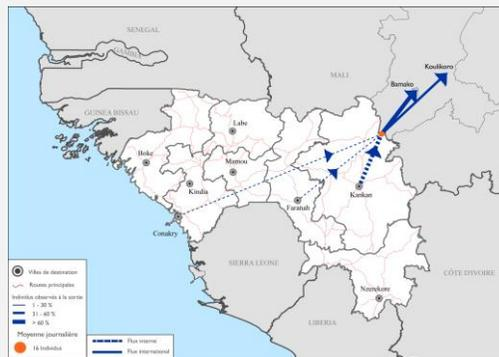 SENEGAL
GAMBIA
MALI
Koulikoro
Bamako
GUINEA BISSAU
Labe
Boke
Mamou
Kindia
Kankan
Faranah
Conakry
SIERRA LEONE
CÔTE D'IVOIRE
Nzerekore
LIBERIA
Villes de destination
Routes principales
Individus observés à la sortie
1 - 30 %
31 - 60 %
> 60 %
Moyenne journalière
16 Individus
Flux interne
Flux international